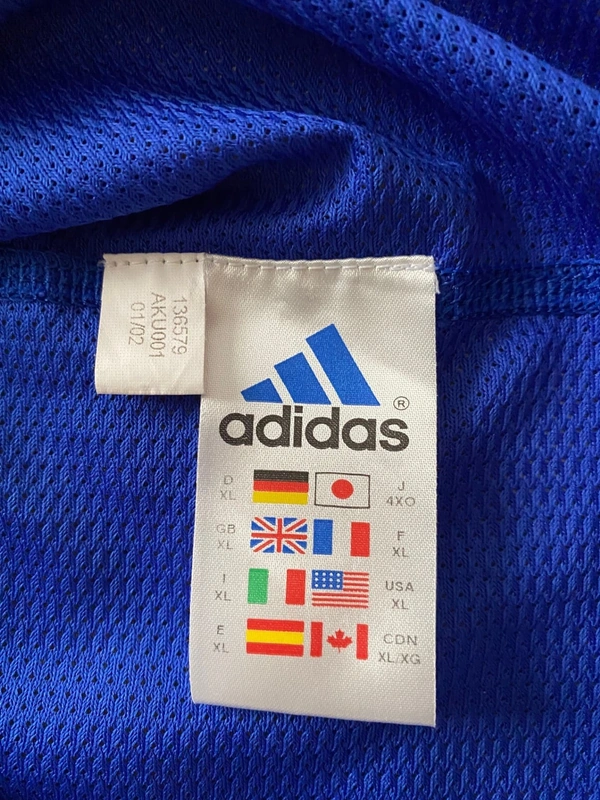 136579
AKU001
01/02
adidas®
D
XL
J
4XO
GB
XL
F
XL
I
XL
USA
XL
E
XL
CDN
XL/XG